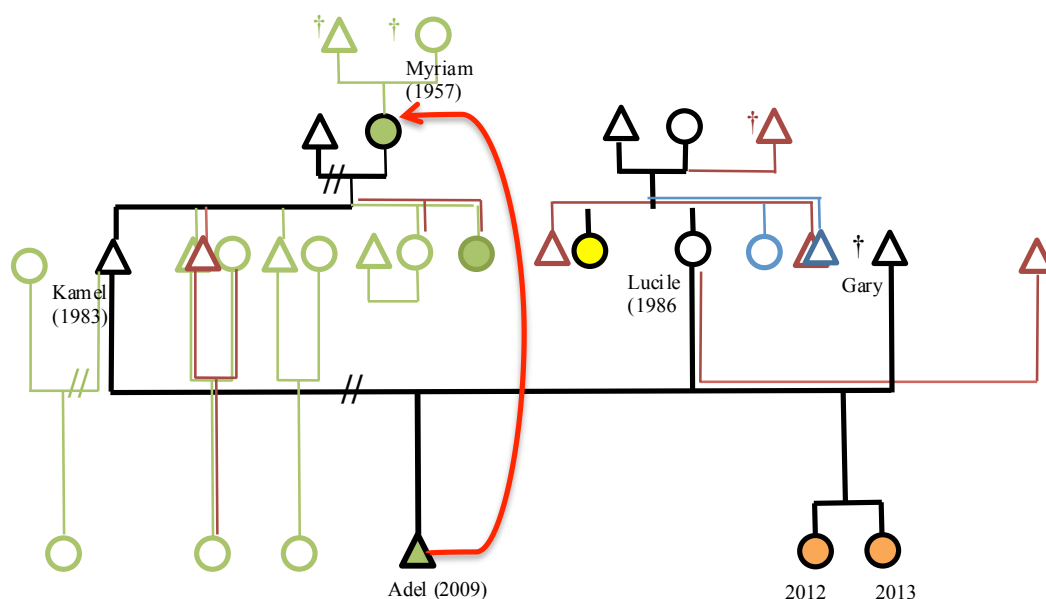 † †
Myriam
(1957)
†
Kamel
(1983)
//
Lucile
(1986
†
Gary
//
//
Adel (2009)
2012
2013